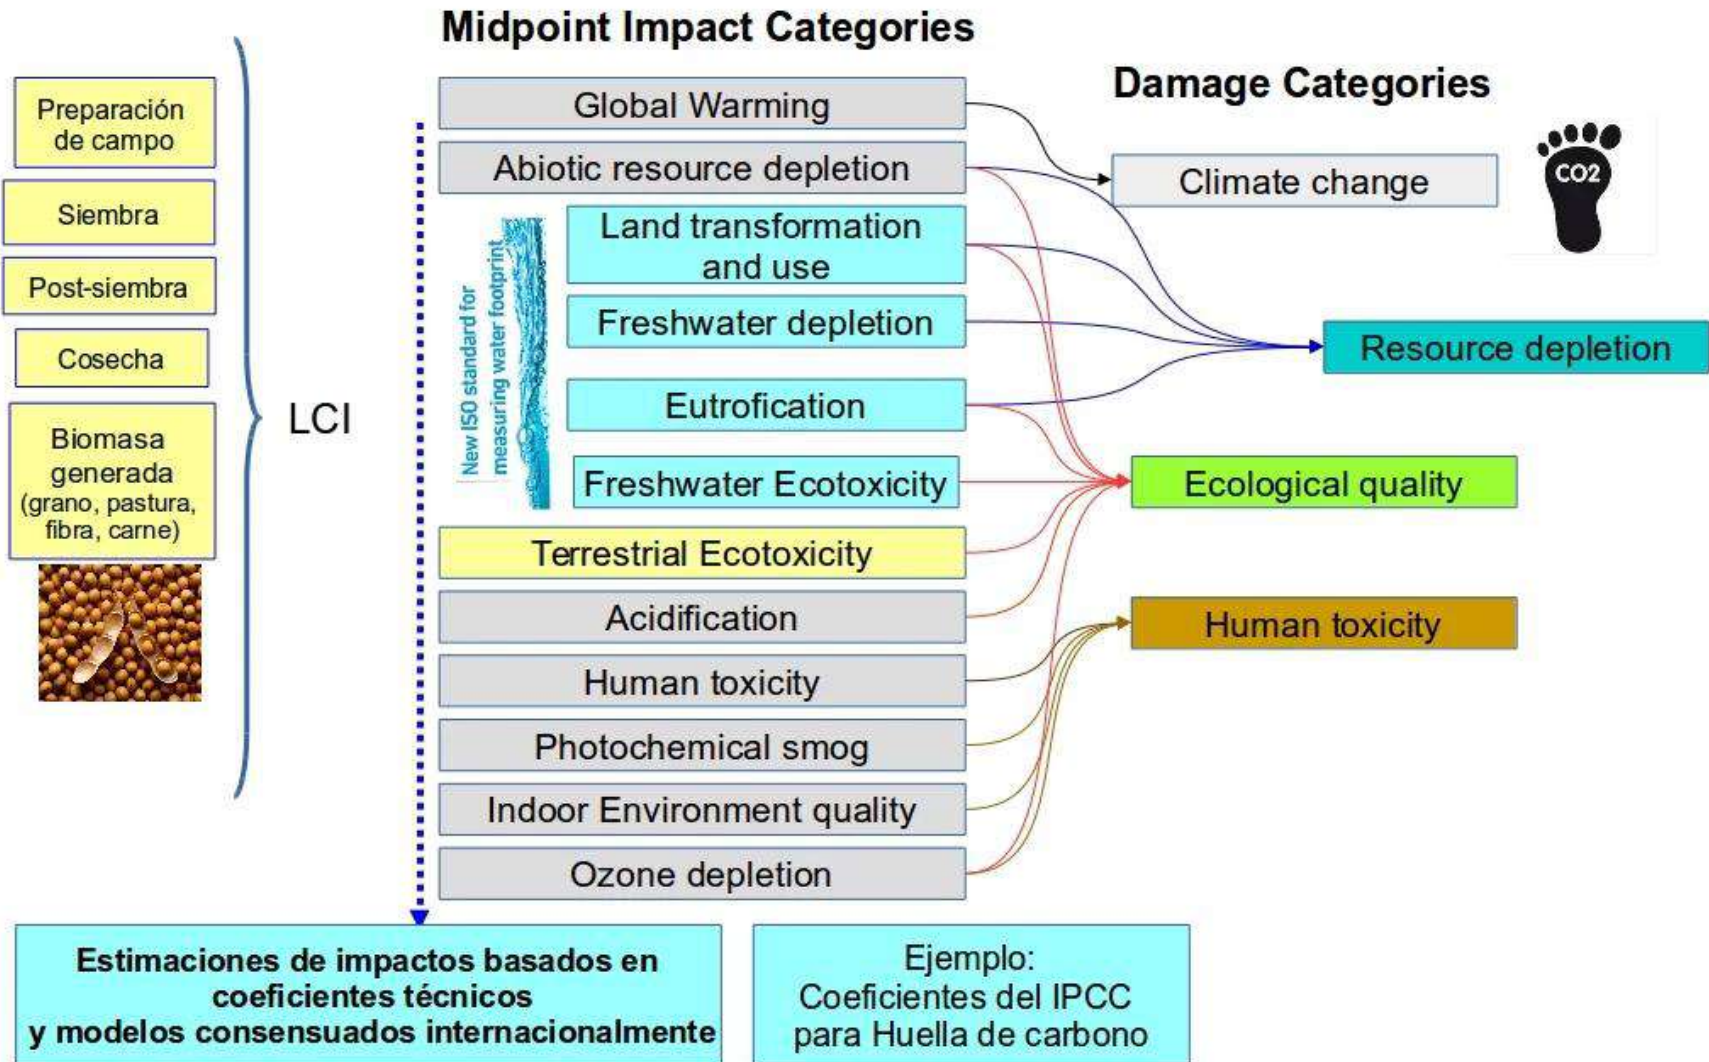 Midpoint Impact Categories
Damage Categories
Preparación
de campo
Siembra
Post-siembra
Cosecha
Biomasa
generada
(grano, pastura,
fibra, carne)
LCI
Global Warming
Abiotic resource depletion
Land transformation
and use
Freshwater depletion
Eutrofication
Freshwater Ecotoxicity
Terrestrial Ecotoxicity
Acidification
Human toxicity
Photochemical smog
Indoor Environment quality
Ozone depletion
New ISO standard for
measuring water footprint
Climate change
CO2
Resource depletion
Ecological quality
Human toxicity
Estimaciones de impactos basados en
coeficientes técnicos
y modelos consensuados internacionalmente
Ejemplo:
Coeficientes del IPCC
para Huella de carbono